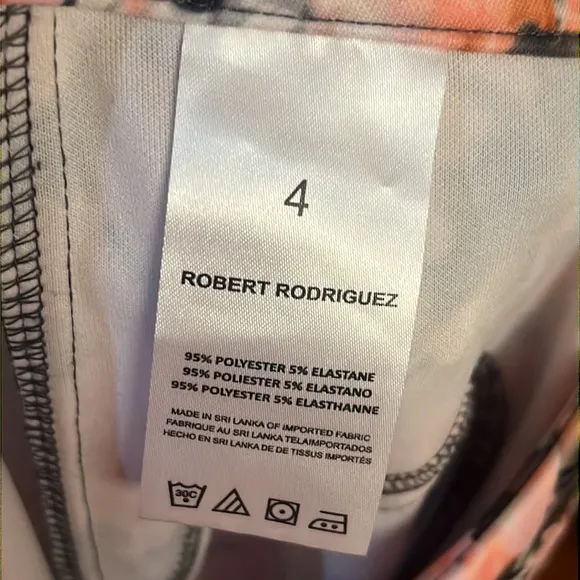 4
ROBERT RODRIGUEZ
95% POLYESTER 5% ELASTANE
95% POLIESTER 5% ELASTANO
95% POLYESTER 5% ELASTHANNE
MADE IN SRI LANKA OF IMPORTED FABRIC
FABRIQUE AU SRI LANKA TELAIMPORTADOS
HECHO EN SRI LANKA DE DE TISSUS IMPORTÉS
30C